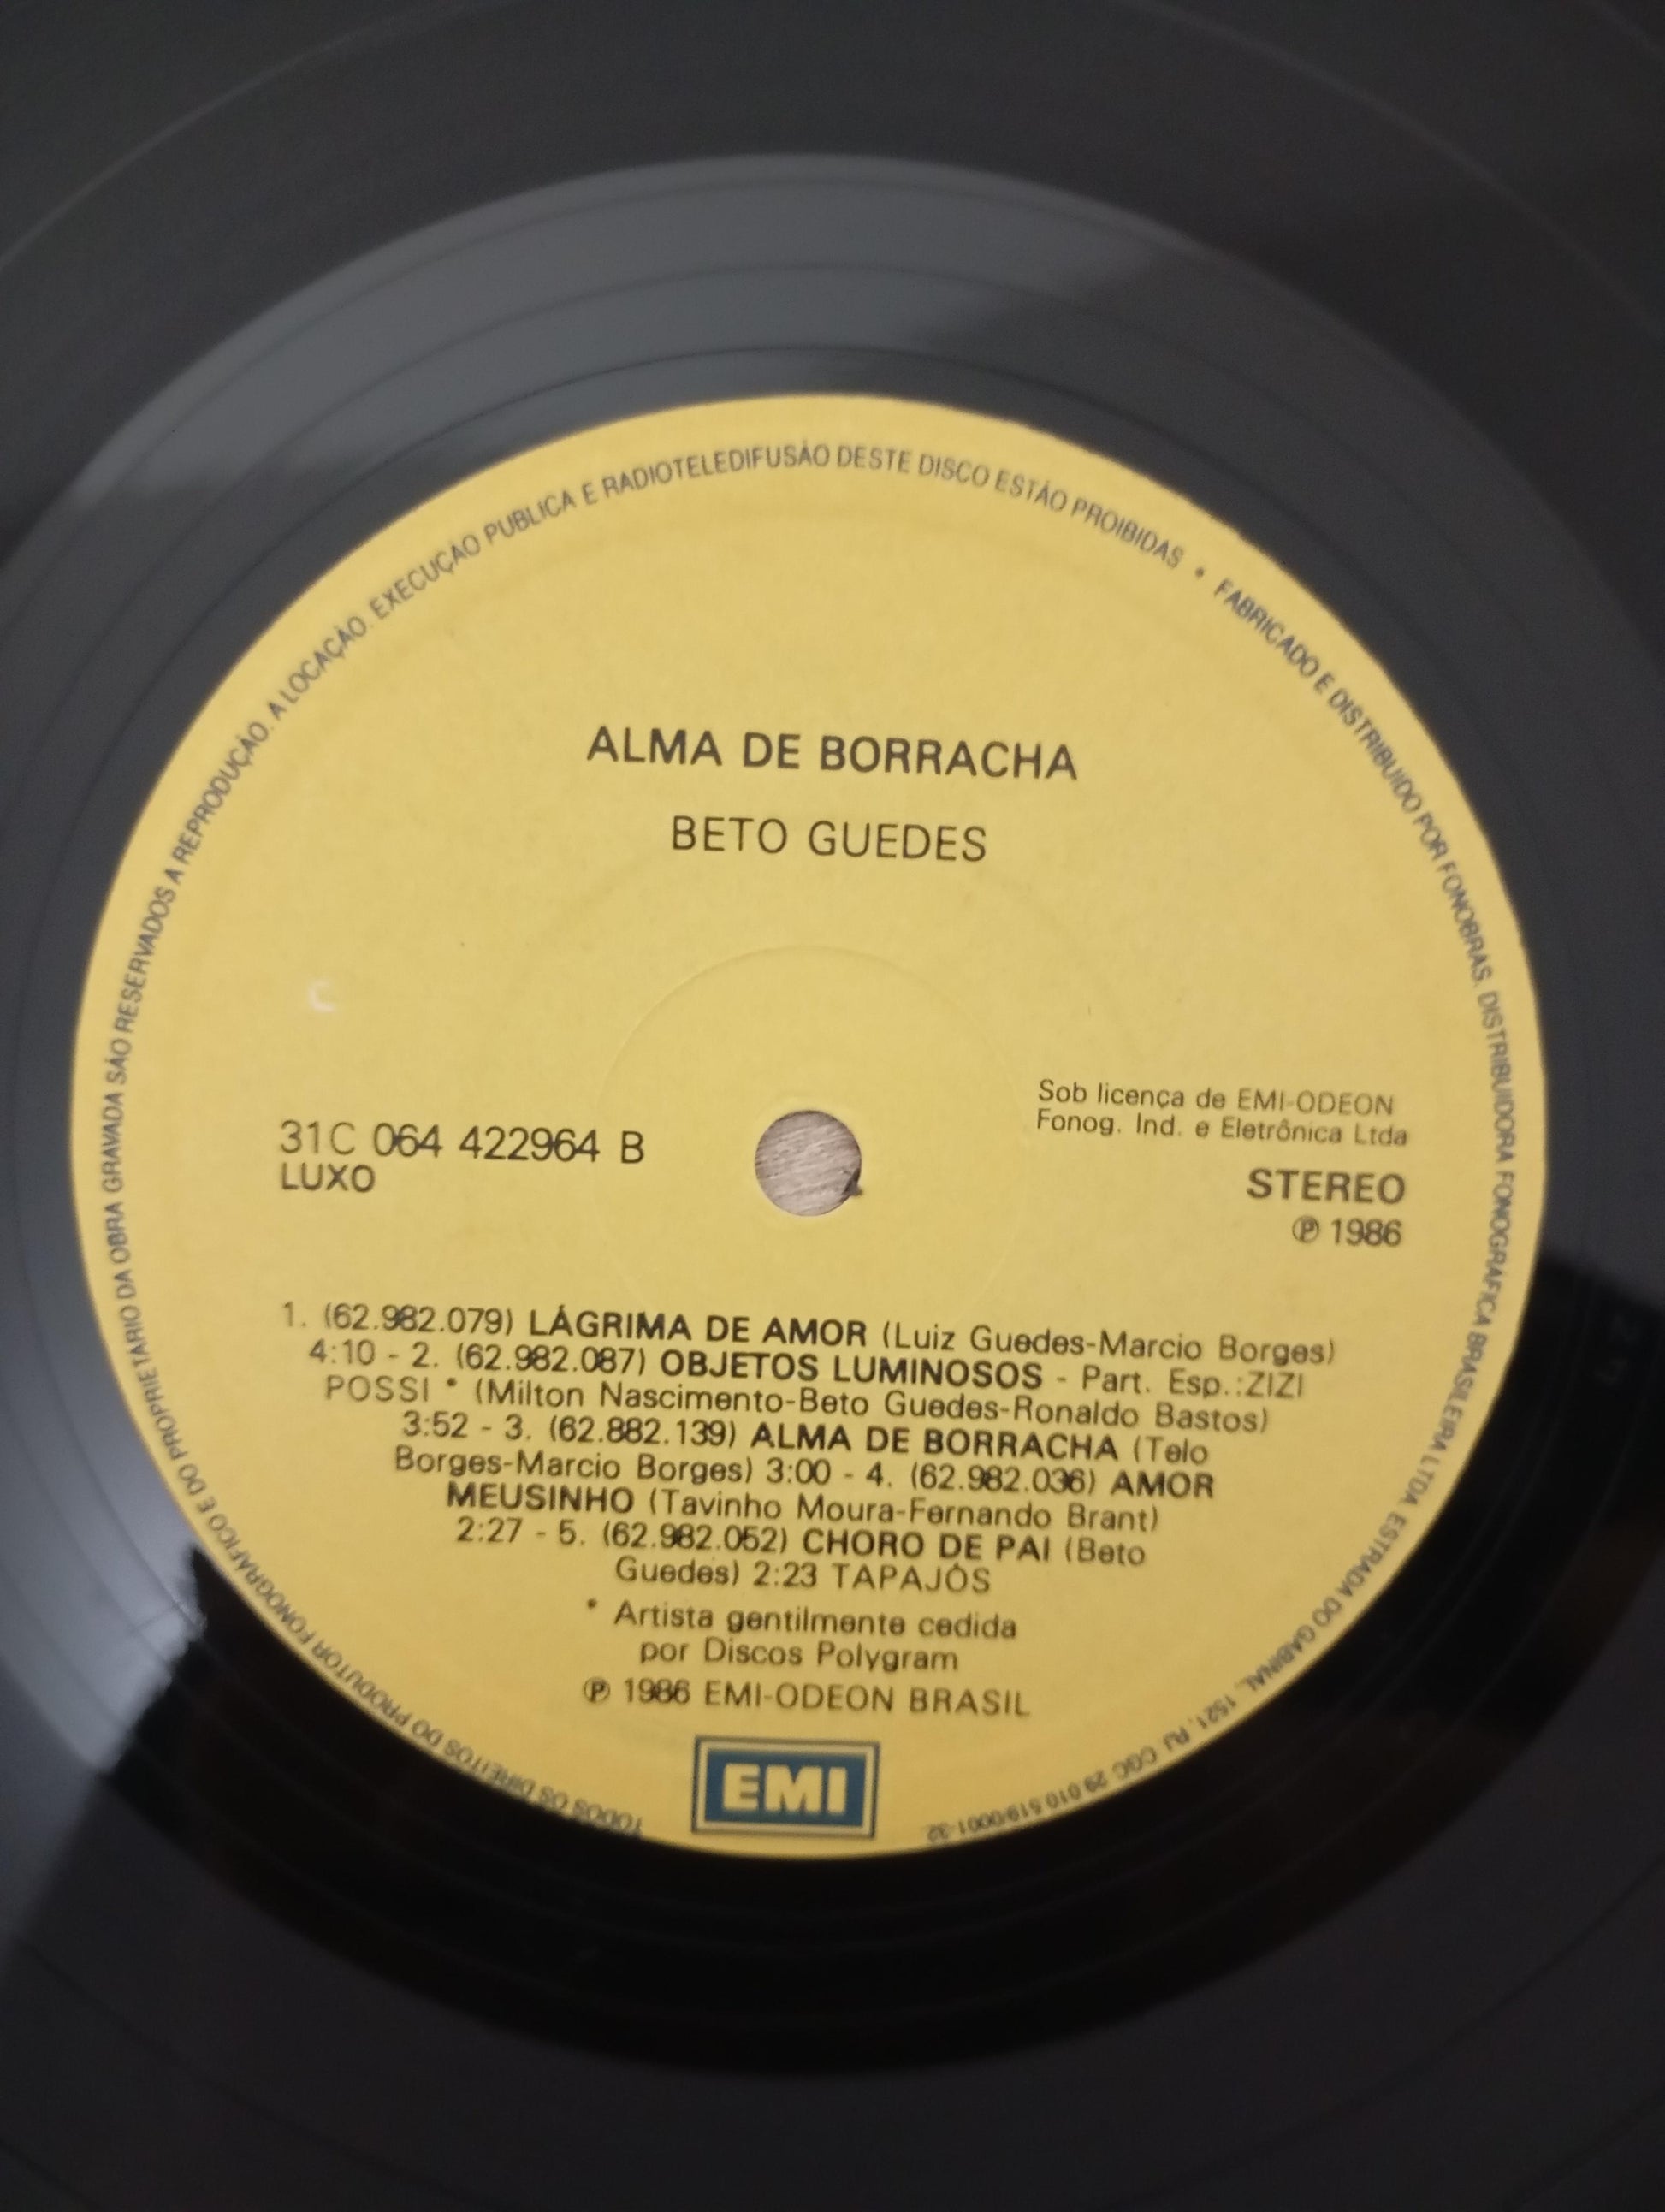 TODOS OS DIREITOS DO PRODUTOR FONOGRAFICO E DO PROPRIETARIO DA OBRA GRAVADA SÃO RESERVADOS A REPRODUÇÃO. A LOCAÇÃO. EXECUÇÃO PUBLICA E RADIOTELEDIFUSÃO DESTE DISCO ESTÃO PROIBIDAS • FABRICADO E DISTRIBUIDO POR FONOBRAS. DISTRIBUIDORA FONOGRAFICA BRASILEIRA LTDA. ESTRADA DO GABINAL, 1521, RJ CGC 29.010.519/0001-32
ALMA DE BORRACHA
BETO GUEDES
Sob licença de EMI-ODEON
Fonog. Ind. e Eletrônica Ltda
31C 064 422964 B
LUXO
STEREO
℗ 1986
1. (62.982.079) LÁGRIMA DE AMOR (Luiz Guedes-Marcio Borges)
4:10 - 2. (62.982.087) OBJETOS LUMINOSOS - Part. Esp.:ZIZI
POSSI * (Milton Nascimento-Beto Guedes-Ronaldo Bastos)
3:52 - 3. (62.882.139) ALMA DE BORRACHA (Telo
Borges-Marcio Borges) 3:00 - 4. (62.982.036) AMOR
MEUSINHO (Tavinho Moura-Fernando Brant)
2:27 - 5. (62.982.052) CHORO DE PAI (Beto
Guedes) 2:23 TAPAJÓS
* Artista gentilmente cedida
por Discos Polygram
℗ 1986 EMI-ODEON BRASIL
EMI